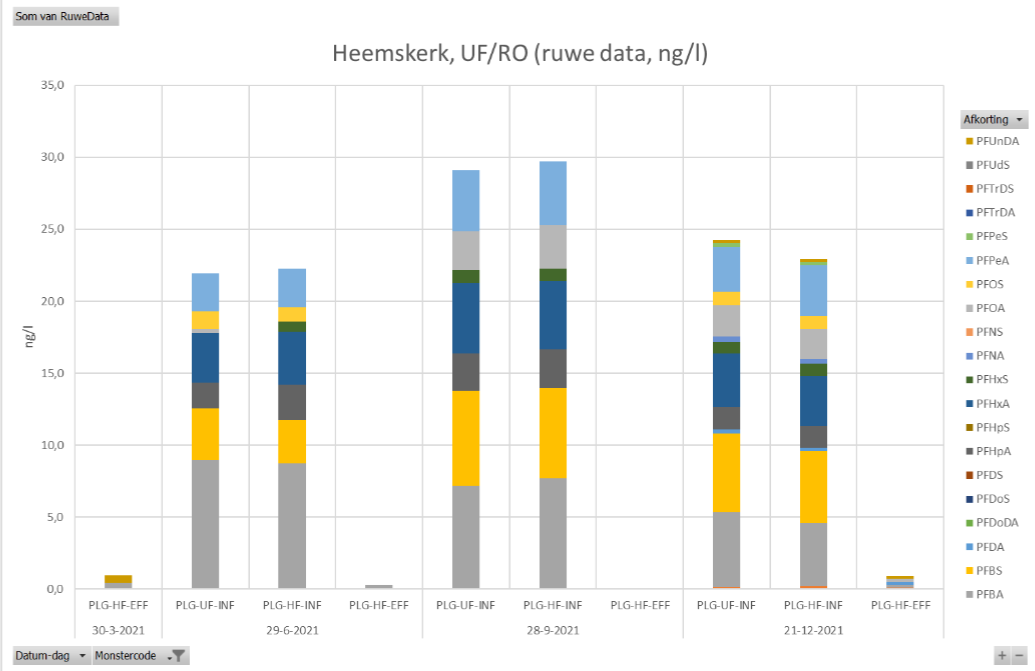 Som van RuweData
Heemskerk, UF/RO (ruwe data, ng/l)
35,0
30,0
25,0
20,0
15,0
10,0
5,0
0,0
ng/l
PLG-HF-EFF PLG-UF-INF PLG-HF-INF PLG-HF-EFF PLG-UF-INF PLG-HF-INF PLG-HF-EFF PLG-UF-INF PLG-HF-INF PLG-HF-EFF
30-3-2021 29-6-2021 28-9-2021 21-12-2021
Afkorting
PFUnDA
PFUdS
PFTrDS
PFTrDA
PFPeS
PFPeA
PFOS
PFOA
PFNS
PFNA
PFHxS
PFHxA
PFHpS
PFHpA
PFDS
PFDoS
PFDoDA
PFDA
PFBS
PFBA
Datum-dag Monstercode
+ −